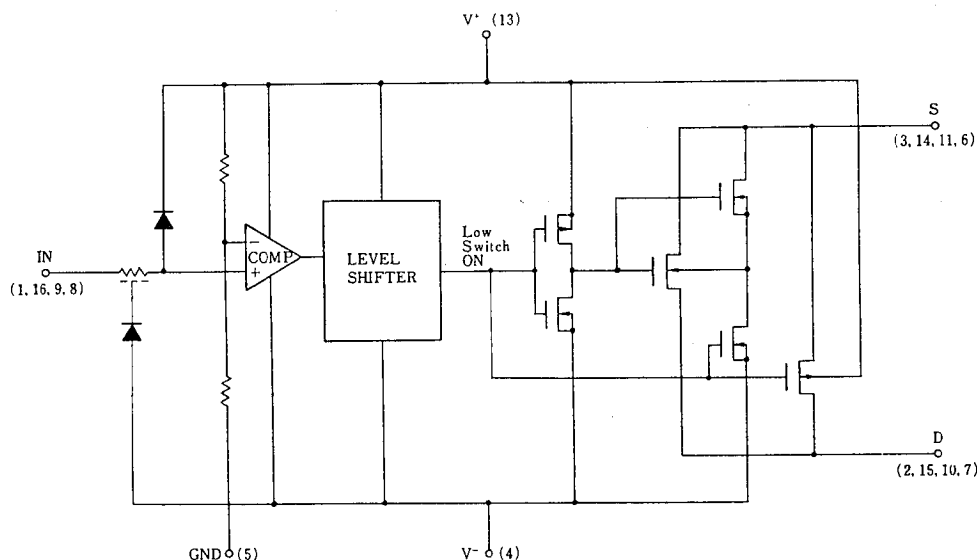 V⁺ (13)
S
(3, 14, 11, 6)
IN
(1, 16, 9, 8)
−
+
COMP
LEVEL
SHIFTER
Low
Switch
ON
D
(2, 15, 10, 7)
GND (5)
V⁻ (4)